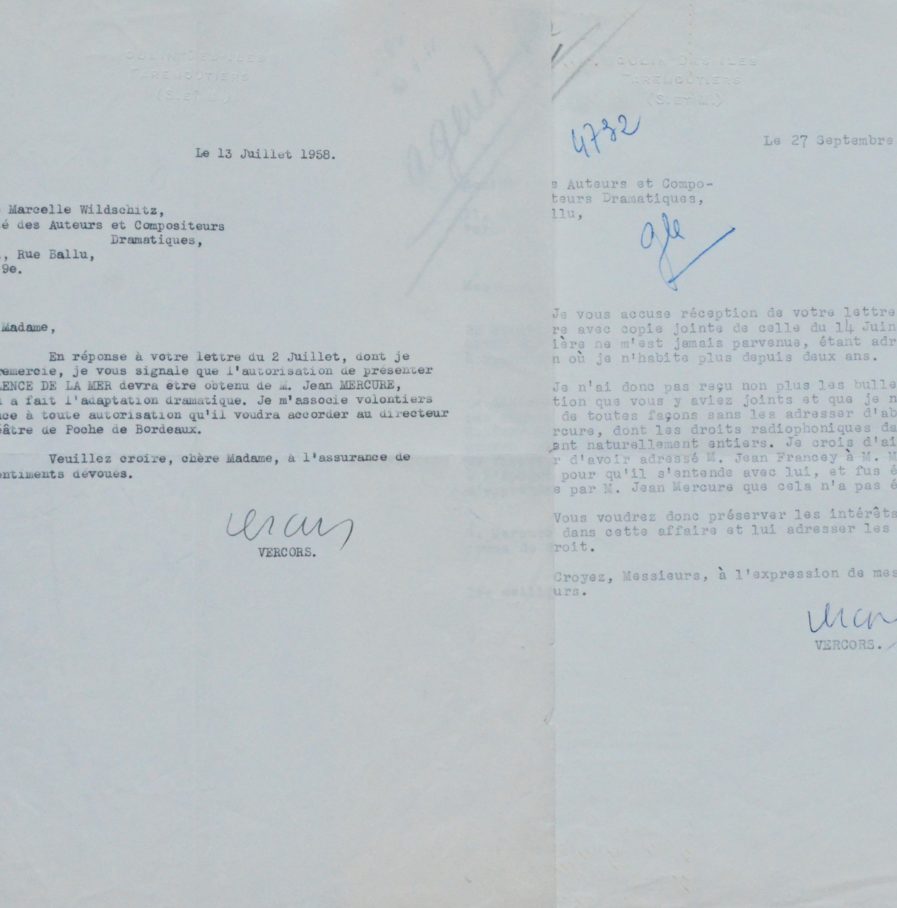 Le 13 Juillet 1958.
Marcelle Wildschitz,
é des Auteurs et Compositeurs
Dramatiques,
., Rue Ballu,
9e.
Madame,
En réponse à votre lettre du 2 Juillet, dont je
remercie, je vous signale que l'autorisation de présenter
LENCE DE LA MER devra être obtenu de M. Jean MERCURE,
i a fait l'adaptation dramatique. Je m'associe volontiers
nce à toute autorisation qu'il voudra accorder au directeur
éâtre de Poche de Bordeaux.
Veuillez croire, chère Madame, à l'assurance de
entiments dévoués.
vercors
VERCORS.
agent
TAREMOUTIERS
(S. ET L.)
4732
Le 27 Septembre
s Auteurs et Compo-
teurs Dramatiques,
llu,
Je vous accuse réception de votre lettre
re avec copie jointe de celle du 14 Juin
ière ne m'est jamais parvenue, étant adr
n où je n'habite plus depuis deux ans.
Je n'ai donc pas reçu non plus les bulle
tion que vous y aviez joints et que je n
de toutes façons sans les adresser d'ab
rcure, dont les droits radiophoniques da
ent naturellement entiers. Je crois d'ai
r d'avoir adressé M. Jean Francey à M. M
pour qu'il s'entende avec lui, et fus é
e par M. Jean Mercure que cela n'a pas é
Vous voudrez donc préserver les intérêts
dans cette affaire et lui adresser les
roit.
Croyez, Messieurs, à l'expression de mes
urs.
vercors
VERCORS.